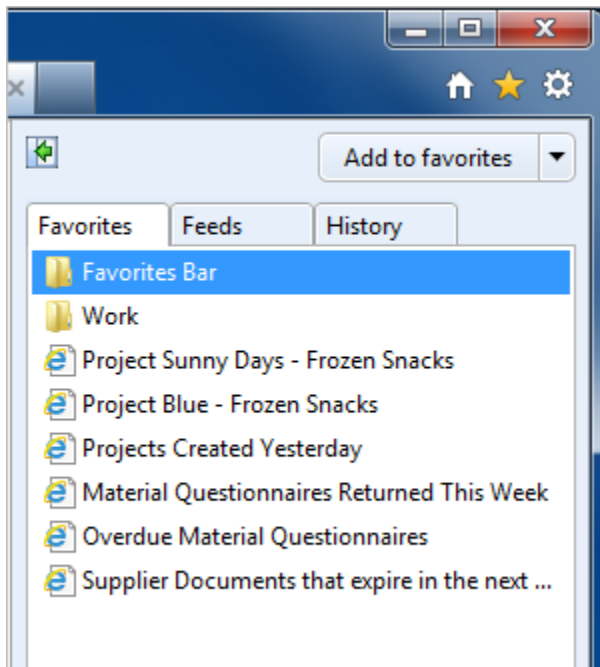 Add to favorites
Favorites Feeds History
Favorites Bar
Work
Project Sunny Days - Frozen Snacks
Project Blue - Frozen Snacks
Projects Created Yesterday
Material Questionnaires Returned This Week
Overdue Material Questionnaires
Supplier Documents that expire in the next ...